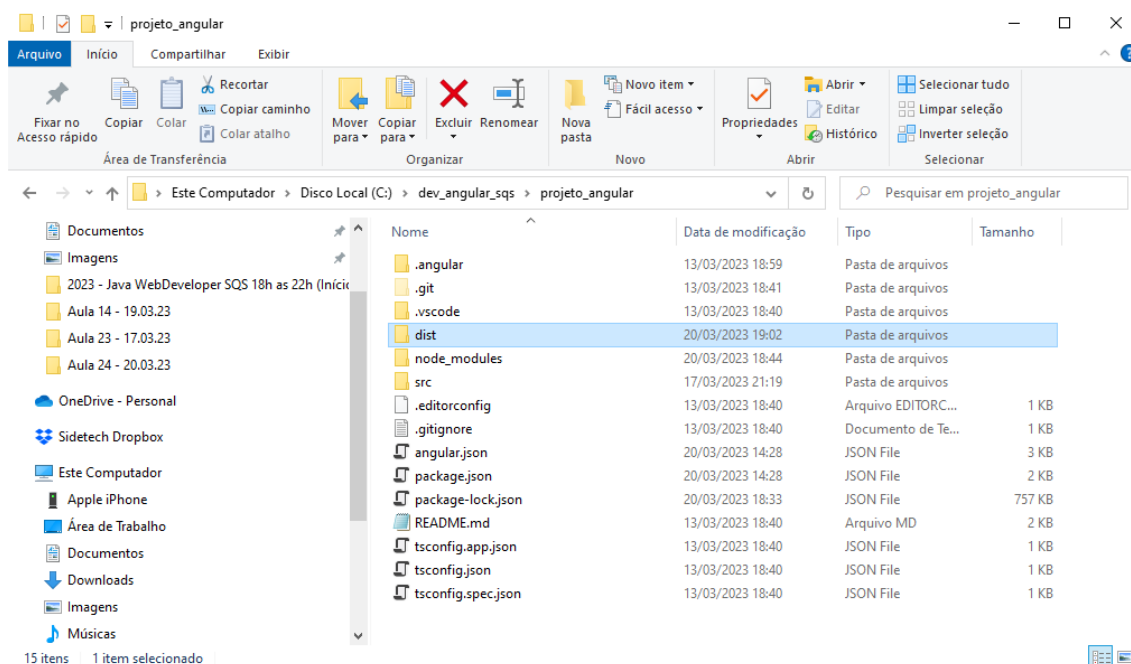 projeto_angular
Arquivo Início Compartilhar Exibir
Fixar no Acesso rápido
Copiar
Colar
Recortar
Copiar caminho
Colar atalho
Área de Transferência
Mover para
Copiar para
Excluir
Renomear
Organizar
Nova pasta
Novo item
Fácil acesso
Novo
Propriedades
Abrir
Editar
Histórico
Abrir
Selecionar tudo
Limpar seleção
Inverter seleção
Selecionar
Este Computador > Disco Local (C:) > dev_angular_sqs > projeto_angular
Pesquisar em projeto_angular
Documentos
Imagens
2023 - Java WebDeveloper SQS 18h as 22h (Iníci
Aula 14 - 19.03.23
Aula 23 - 17.03.23
Aula 24 - 20.03.23
OneDrive - Personal
Sidetech Dropbox
Este Computador
Apple iPhone
Área de Trabalho
Documentos
Downloads
Imagens
Músicas
Nome Data de modificação Tipo Tamanho
.angular 13/03/2023 18:59 Pasta de arquivos
.git 13/03/2023 18:41 Pasta de arquivos
.vscode 13/03/2023 18:40 Pasta de arquivos
dist 20/03/2023 19:02 Pasta de arquivos
node_modules 20/03/2023 18:44 Pasta de arquivos
src 17/03/2023 21:19 Pasta de arquivos
.editorconfig 13/03/2023 18:40 Arquivo EDITORC... 1 KB
.gitignore 13/03/2023 18:40 Documento de Te... 1 KB
angular.json 20/03/2023 14:28 JSON File 3 KB
package.json 20/03/2023 14:28 JSON File 2 KB
package-lock.json 20/03/2023 18:33 JSON File 757 KB
README.md 13/03/2023 18:40 Arquivo MD 2 KB
tsconfig.app.json 13/03/2023 18:40 JSON File 1 KB
tsconfig.json 13/03/2023 18:40 JSON File 1 KB
tsconfig.spec.json 13/03/2023 18:40 JSON File 1 KB
15 itens 1 item selecionado